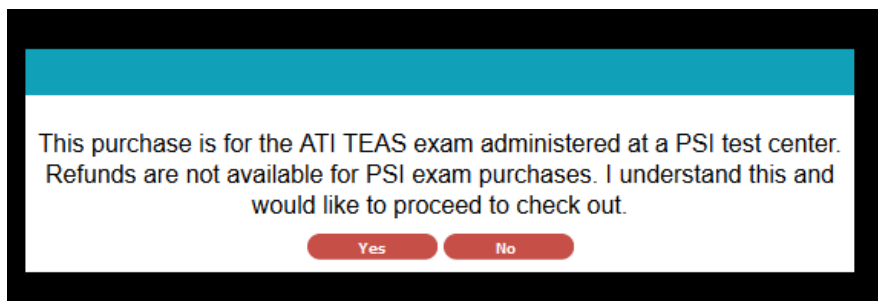 This purchase is for the ATI TEAS exam administered at a PSI test center.
Refunds are not available for PSI exam purchases. I understand this and
would like to proceed to check out.
Yes No